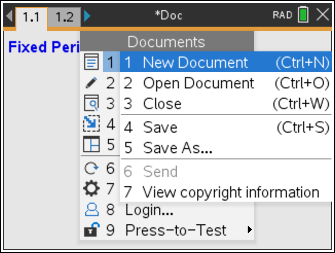 1.1 1.2 *Doc RAD
Fixed Peri
Documents
1 1 New Document (Ctrl+N)
2 2 Open Document (Ctrl+O)
3 3 Close (Ctrl+W)
4 4 Save (Ctrl+S)
5 5 Save As...
6 6 Send
7 7 View copyright information
8 Login...
9 Press-to-Test